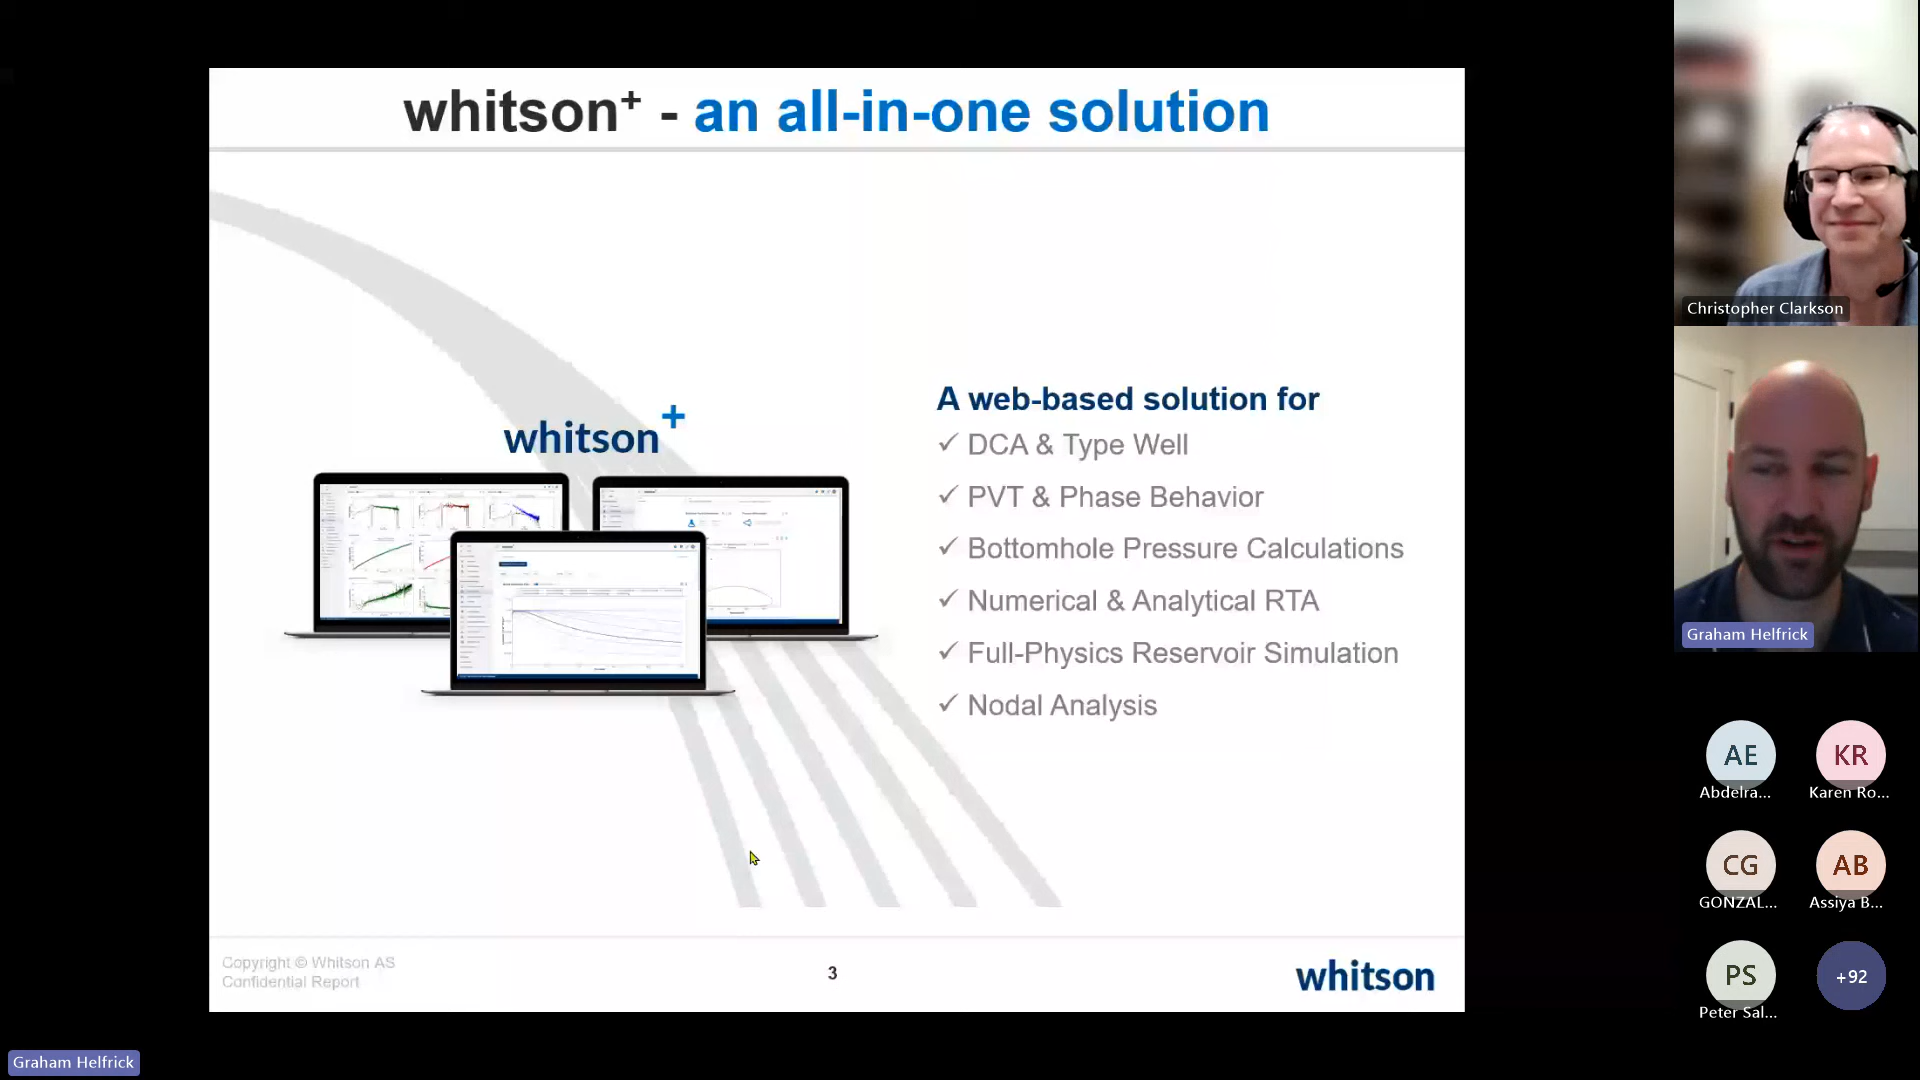 whitson+ - an all-in-one solution
whitson+
A web-based solution for
✓ DCA & Type Well
✓ PVT & Phase Behavior
✓ Bottomhole Pressure Calculations
✓ Numerical & Analytical RTA
✓ Full-Physics Reservoir Simulation
✓ Nodal Analysis
Copyright © Whitson AS
Confidential Report
3
whitson
Christopher Clarkson
Graham Helfrick
AE
Abdelra...
KR
Karen Ro...
CG
GONZAL...
AB
Assiya B...
PS
Peter Sal...
+92
Graham Helfrick